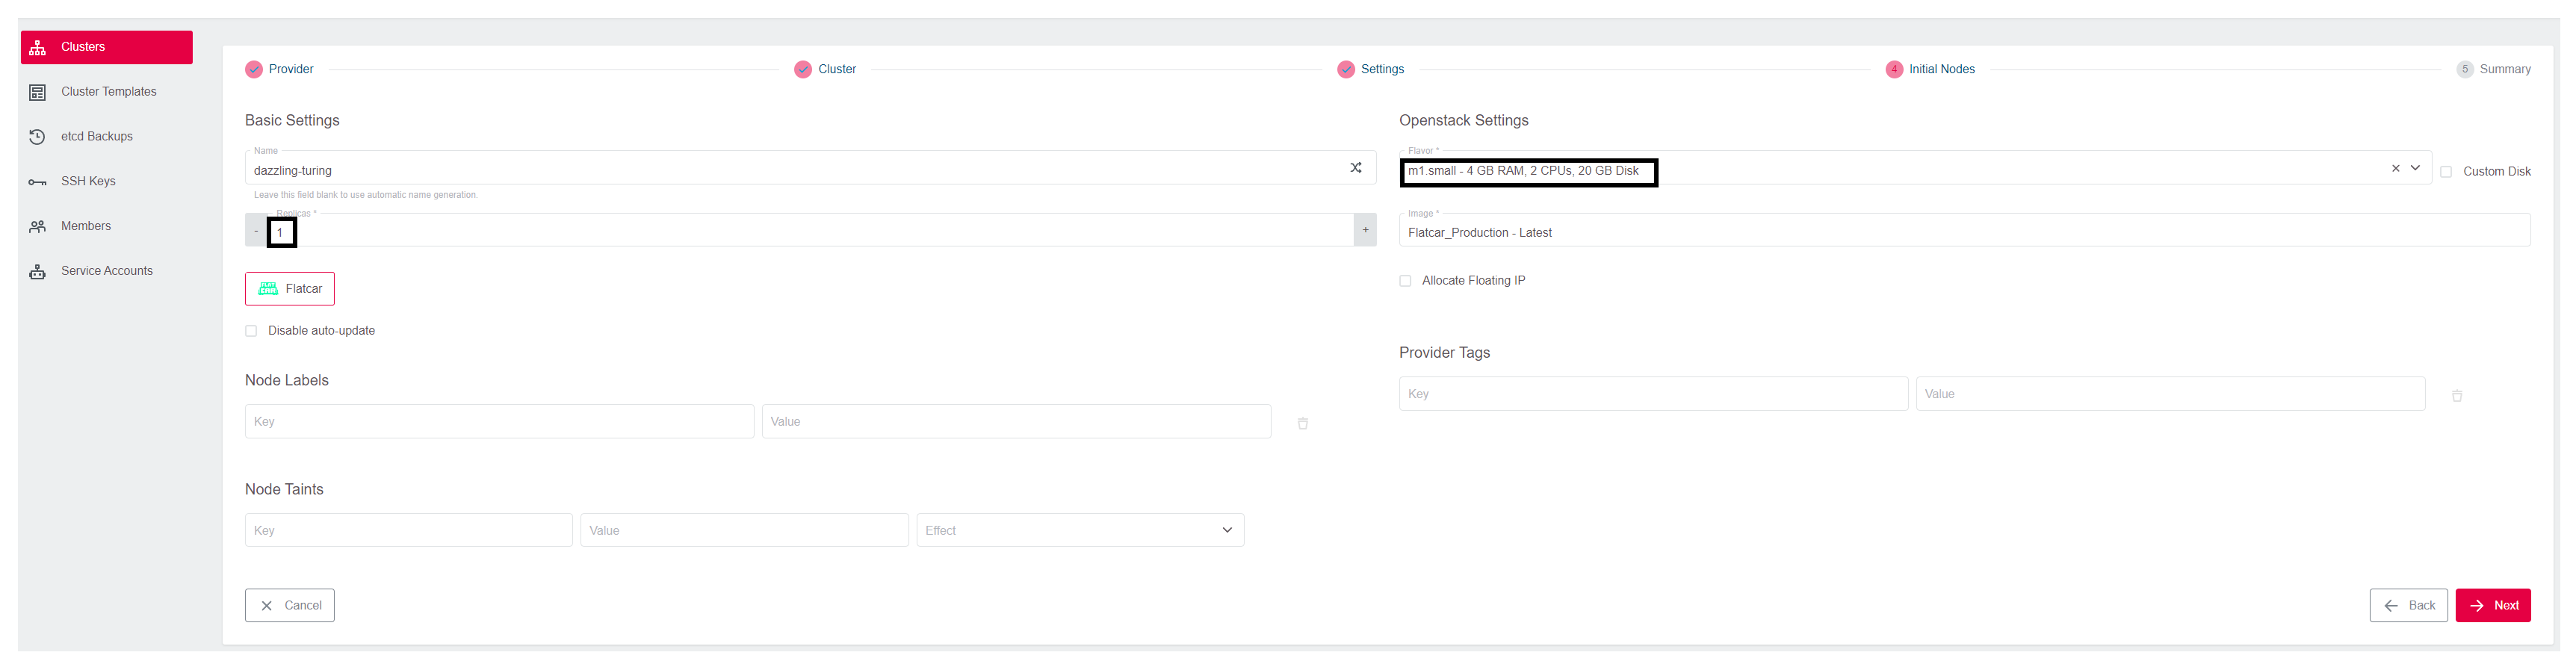 Clusters
Cluster Templates
etcd Backups
SSH Keys
Members
Service Accounts
Provider
Cluster
Settings
4 Initial Nodes
5 Summary
Basic Settings
Name
dazzling-turing
Leave this field blank to use automatic name generation.
Replicas *
- 1 +
FLAT CAR Flatcar
Disable auto-update
Node Labels
Key Value
Node Taints
Key Value Effect
Openstack Settings
Flavor *
m1.small - 4 GB RAM, 2 CPUs, 20 GB Disk
Custom Disk
Image *
Flatcar_Production - Latest
Allocate Floating IP
Provider Tags
Key Value
Cancel
Back Next